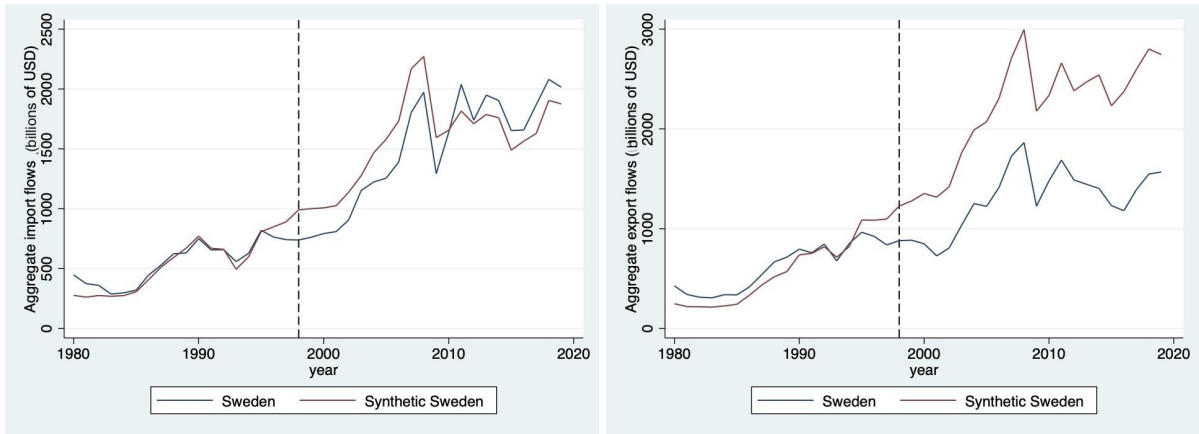 Aggregate import flows (billions of USD)
2500
2000
1500
1000
500
0
1980
1990
2000
2010
2020
year
Sweden
Synthetic Sweden
Aggregate export flows (billions of USD)
3000
2000
1000
0
1980
1990
2000
2010
2020
year
Sweden
Synthetic Sweden